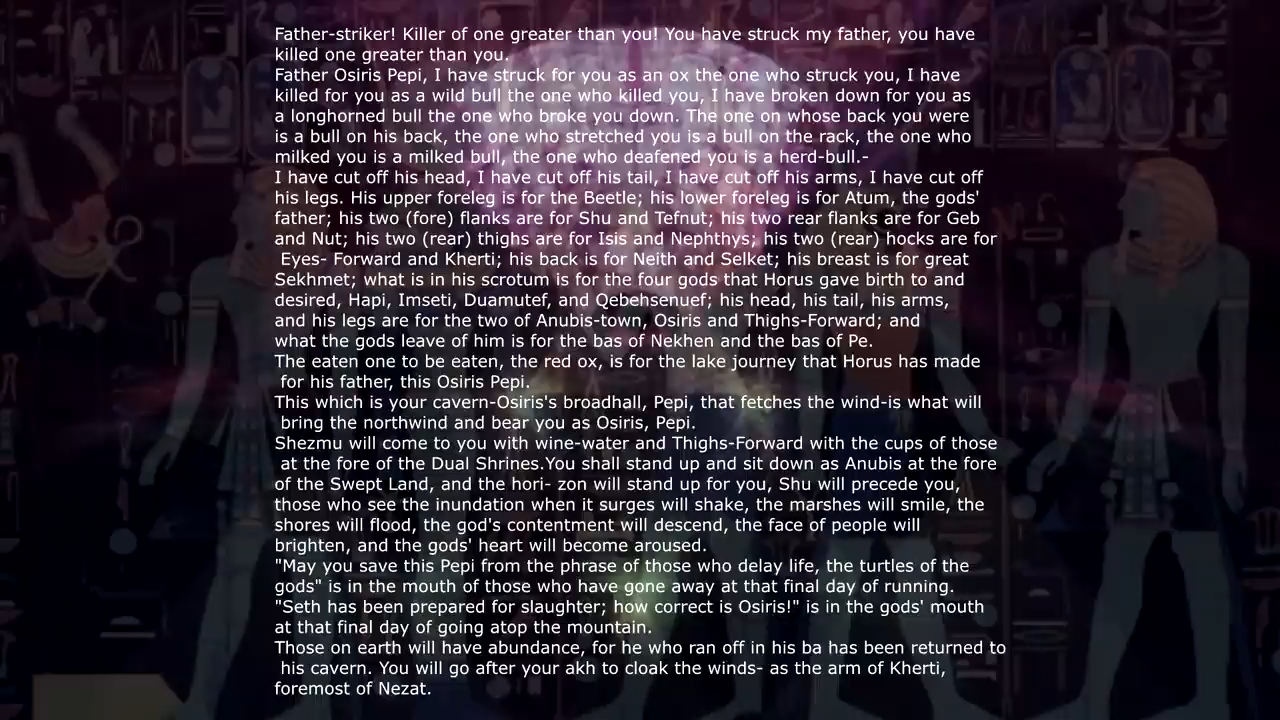 Father-striker! Killer of one greater than you! You have struck my father, you have
killed one greater than you.
Father Osiris Pepi, I have struck for you as an ox the one who struck you, I have
killed for you as a wild bull the one who killed you, I have broken down for you as
a longhorned bull the one who broke you down. The one on whose back you were
is a bull on his back, the one who stretched you is a bull on the rack, the one who
milked you is a milked bull, the one who deafened you is a herd-bull.-
I have cut off his head, I have cut off his tail, I have cut off his arms, I have cut off
his legs. His upper foreleg is for the Beetle; his lower foreleg is for Atum, the gods'
father; his two (fore) flanks are for Shu and Tefnut; his two rear flanks are for Geb
and Nut; his two (rear) thighs are for Isis and Nephthys; his two (rear) hocks are for
Eyes- Forward and Kherti; his back is for Neith and Selket; his breast is for great
Sekhmet; what is in his scrotum is for the four gods that Horus gave birth to and
desired, Hapi, Imseti, Duamutef, and Qebehsenuef; his head, his tail, his arms,
and his legs are for the two of Anubis-town, Osiris and Thighs-Forward; and
what the gods leave of him is for the bas of Nekhen and the bas of Pe.
The eaten one to be eaten, the red ox, is for the lake journey that Horus has made
for his father, this Osiris Pepi.
This which is your cavern-Osiris's broadhall, Pepi, that fetches the wind-is what will
bring the northwind and bear you as Osiris, Pepi.
Shezmu will come to you with wine-water and Thighs-Forward with the cups of those
at the fore of the Dual Shrines.You shall stand up and sit down as Anubis at the fore
of the Swept Land, and the hori- zon will stand up for you, Shu will precede you,
those who see the inundation when it surges will shake, the marshes will smile, the
shores will flood, the god's contentment will descend, the face of people will
brighten, and the gods' heart will become aroused.
"May you save this Pepi from the phrase of those who delay life, the turtles of the
gods" is in the mouth of those who have gone away at that final day of running.
"Seth has been prepared for slaughter; how correct is Osiris!" is in the gods' mouth
at that final day of going atop the mountain.
Those on earth will have abundance, for he who ran off in his ba has been returned to
his cavern. You will go after your akh to cloak the winds- as the arm of Kherti,
foremost of Nezat.